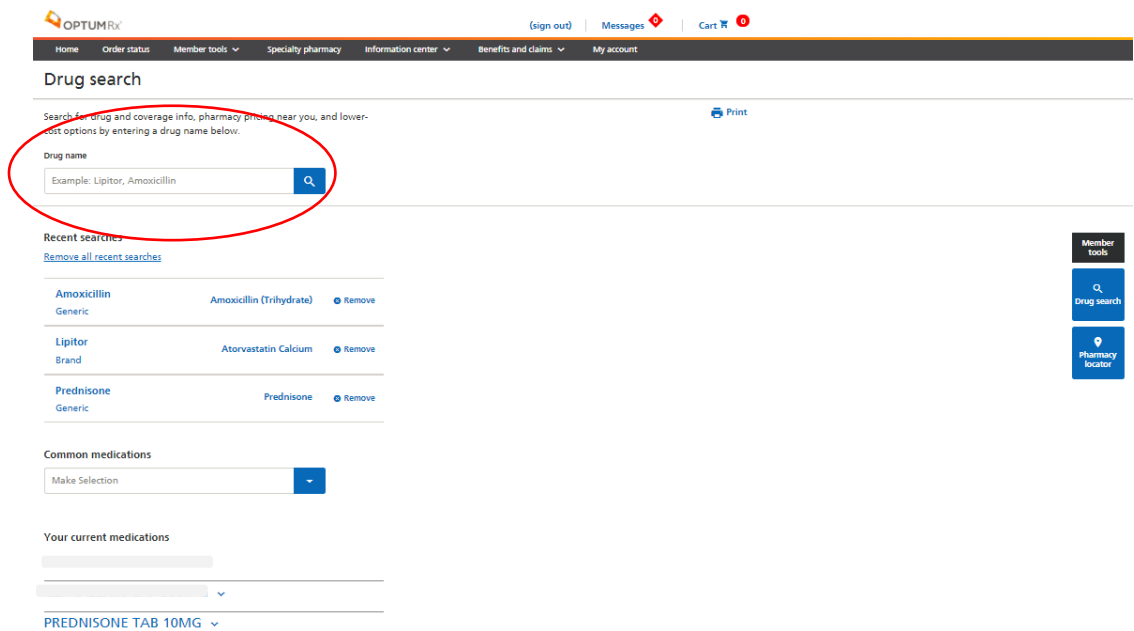 OPTUMRx
(sign out) Messages 0 Cart 0
Home Order status Member tools Specialty pharmacy Information center Benefits and claims My account
Drug search
Search for drug and coverage info, pharmacy pricing near you, and lower-
cost options by entering a drug name below.
Print
Drug name
Example: Lipitor, Amoxicillin
Recent searches
Remove all recent searches
Amoxicillin
Generic
Amoxicillin (Trihydrate) Remove
Lipitor
Brand
Atorvastatin Calcium Remove
Prednisone
Generic
Prednisone Remove
Common medications
Make Selection
Your current medications
PREDNISONE TAB 10MG
Member
tools
Drug search
Pharmacy
locator